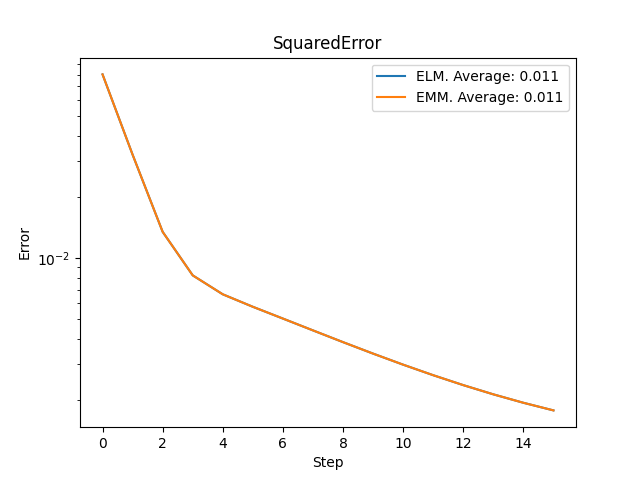 SquaredError
ELM. Average: 0.011
EMM. Average: 0.011
Error
10⁻²
0 2 4 6 8 10 12 14
Step